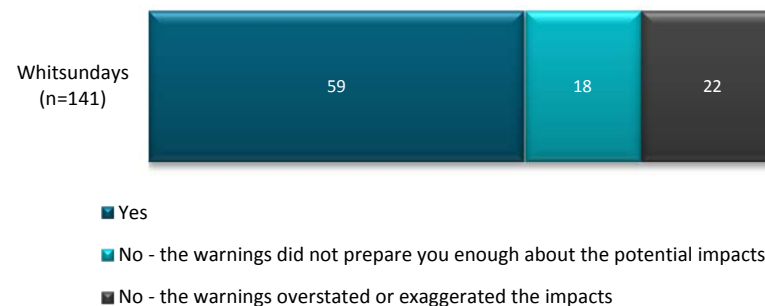 Whitsundays
(n=141)
59 18 22
Yes
No - the warnings did not prepare you enough about the potential impacts
No - the warnings overstated or exaggerated the impacts